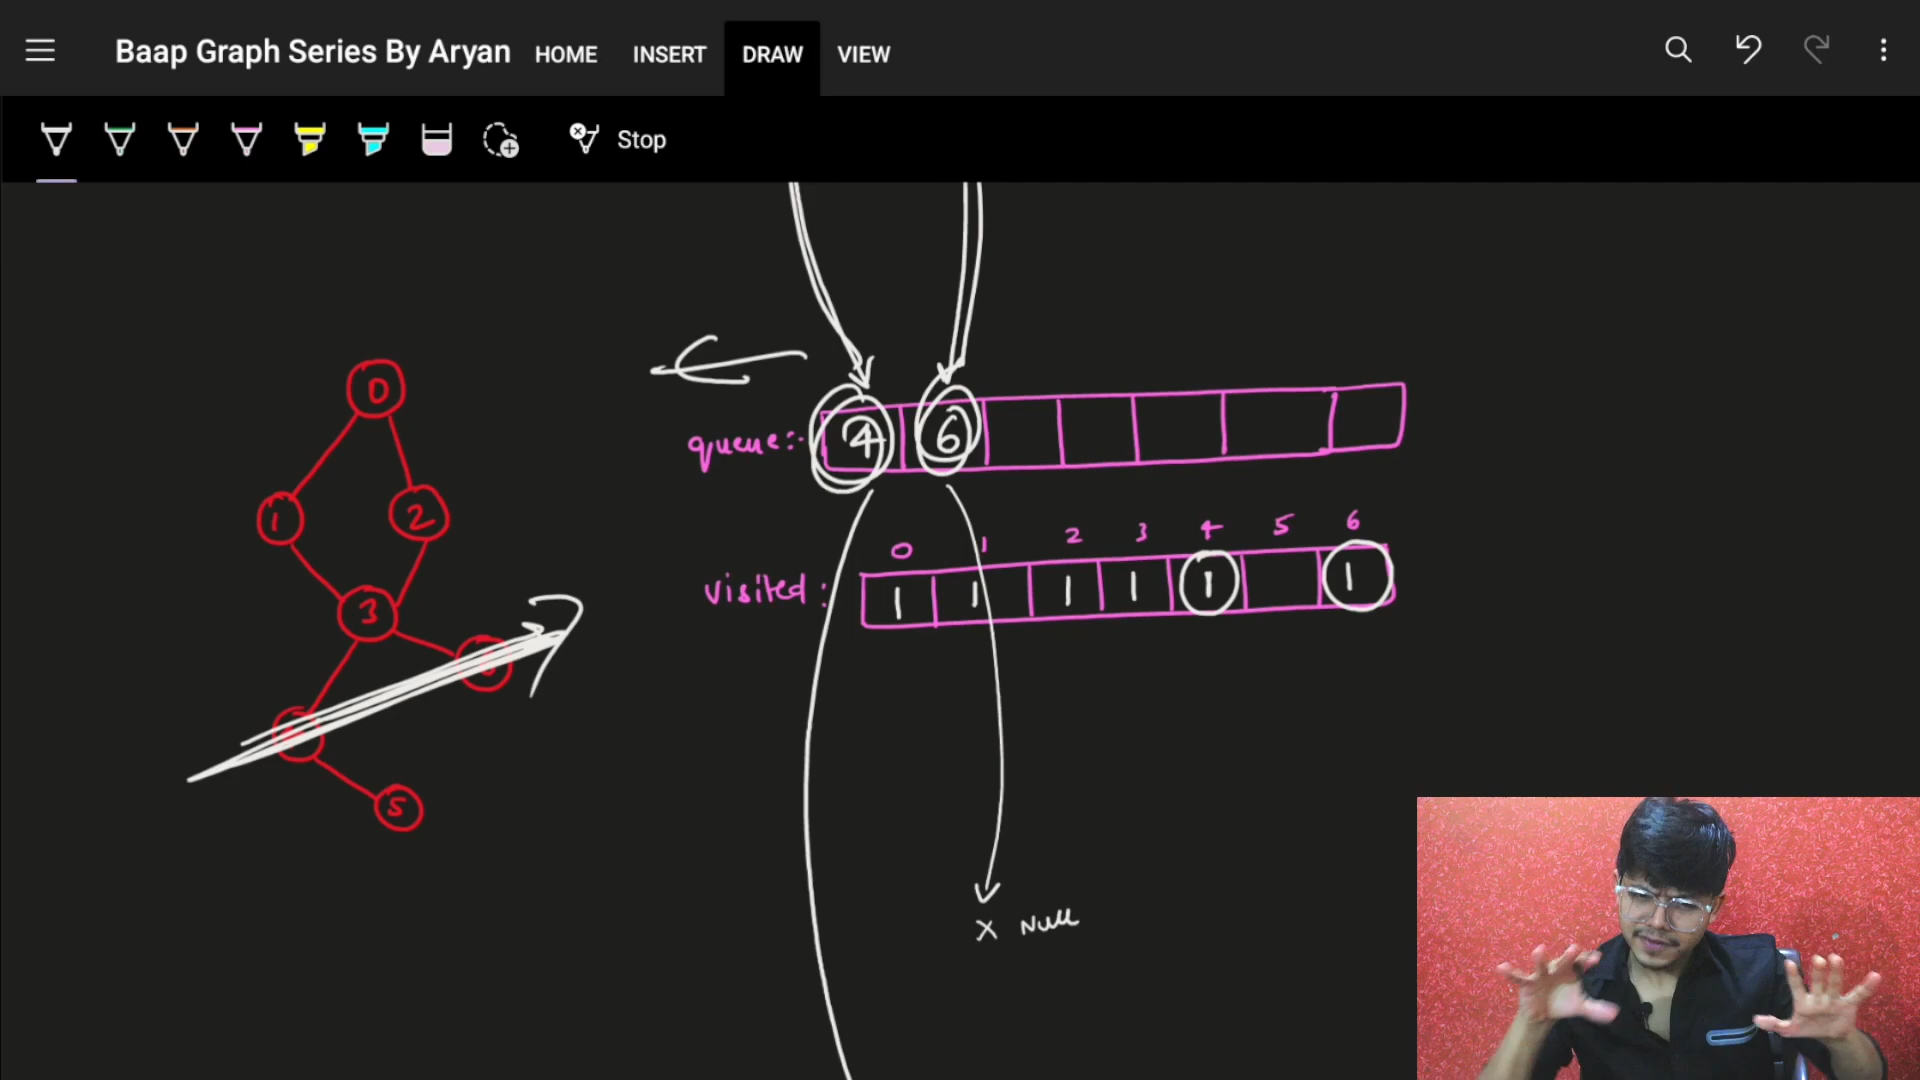 Baap Graph Series By Aryan HOME INSERT DRAW VIEW
Stop
0
1 2
3
5
queue:- 4 6
0 1 2 3 4 5 6
visited: 1 1 1 1 1 1
x Null